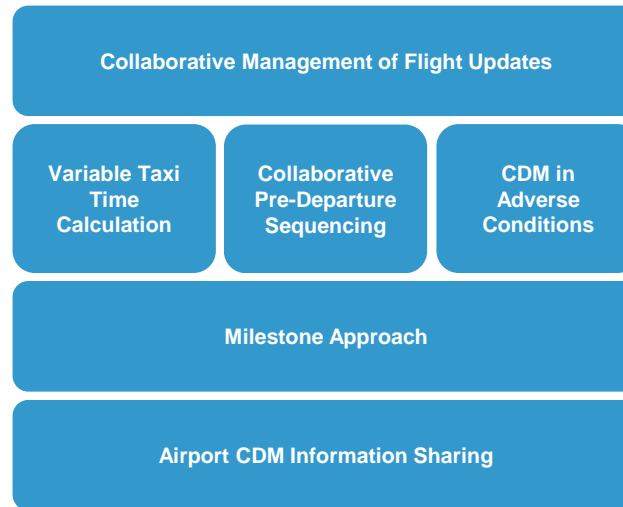 Collaborative Management of Flight Updates
Variable Taxi
Time
Calculation
Collaborative
Pre-Departure
Sequencing
CDM in
Adverse
Conditions
Milestone Approach
Airport CDM Information Sharing